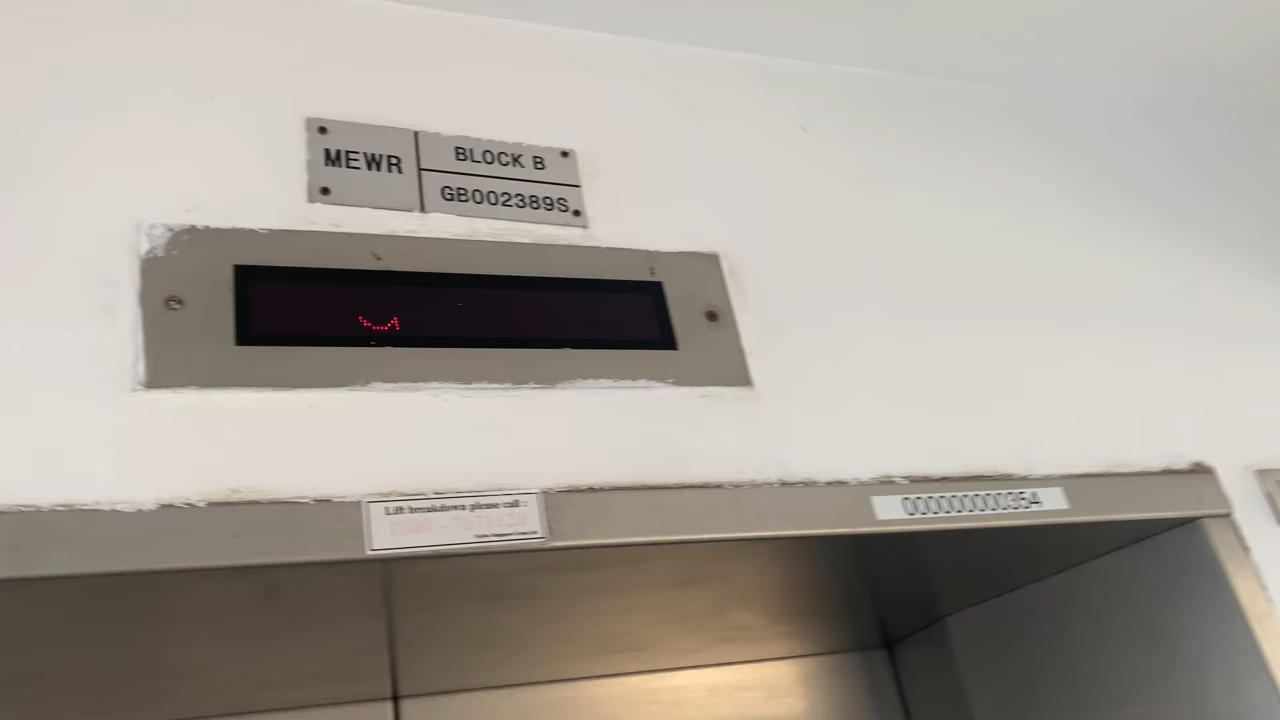 MEWR
BLOCK B
GB002389S
Lift breakdown please call :
000000000354